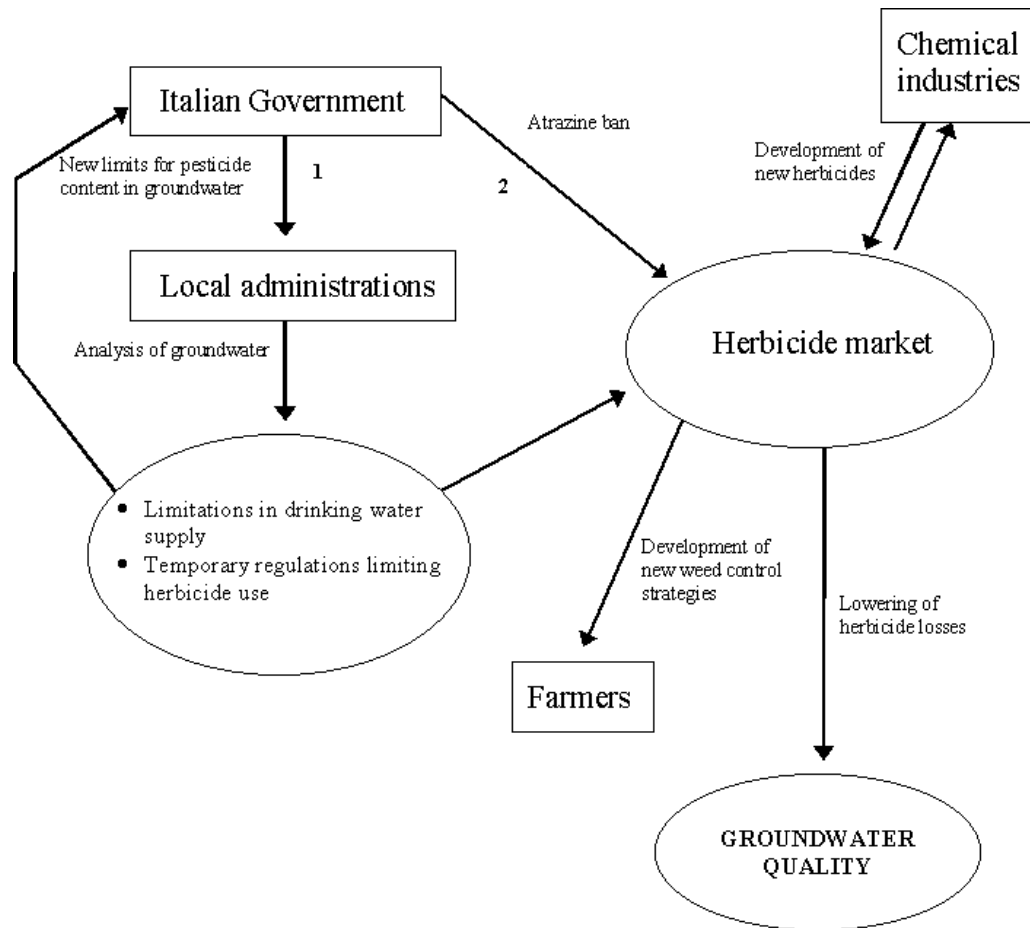 Chemical
industries
Italian Government
Atrazine ban
New limits for pesticide
content in groundwater
1
2
Development of
new herbicides
Local administrations
Analysis of groundwater
Herbicide market
• Limitations in drinking water
supply
• Temporary regulations limiting
herbicide use
Development of
new weed control
strategies
Lowering of
herbicide losses
Farmers
GROUNDWATER
QUALITY